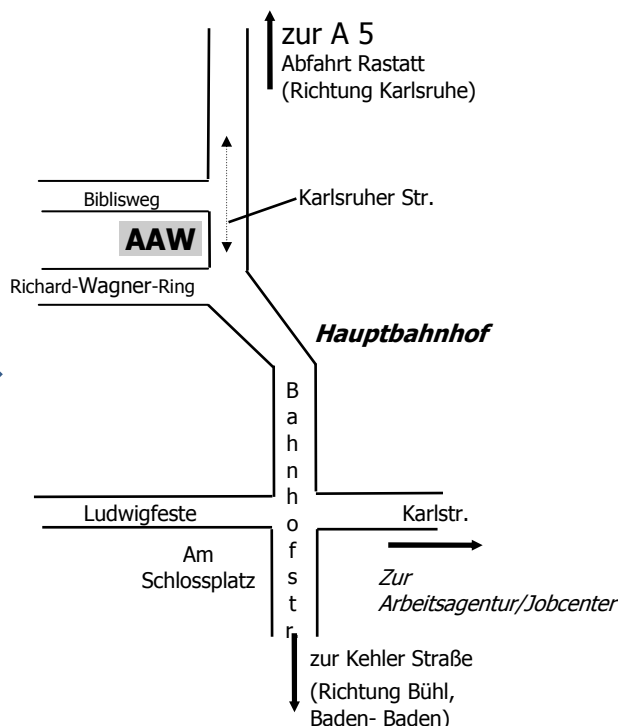 zur A 5
Abfahrt Rastatt
(Richtung Karlsruhe)
Biblisweg
Karlsruher Str.
AAW
Richard-Wagner-Ring
Hauptbahnhof
Bahnhofstr.
Ludwigfeste
Karlstr.
Am
Schlossplatz
Zur
Arbeitsagentur/Jobcenter
zur Kehler Straße
(Richtung Bühl,
Baden- Baden)